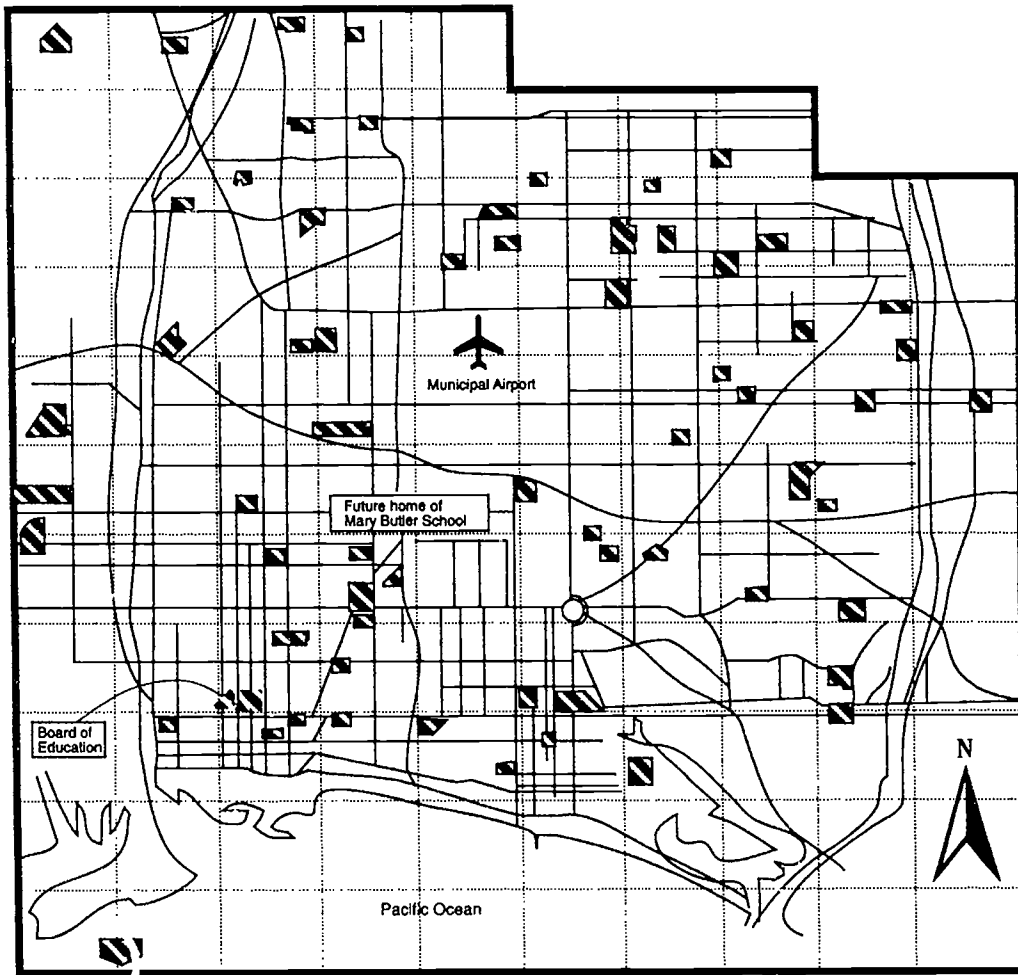 Municipal Airport
Future home of
Mary Butler School
Board of
Education
N
Pacific Ocean